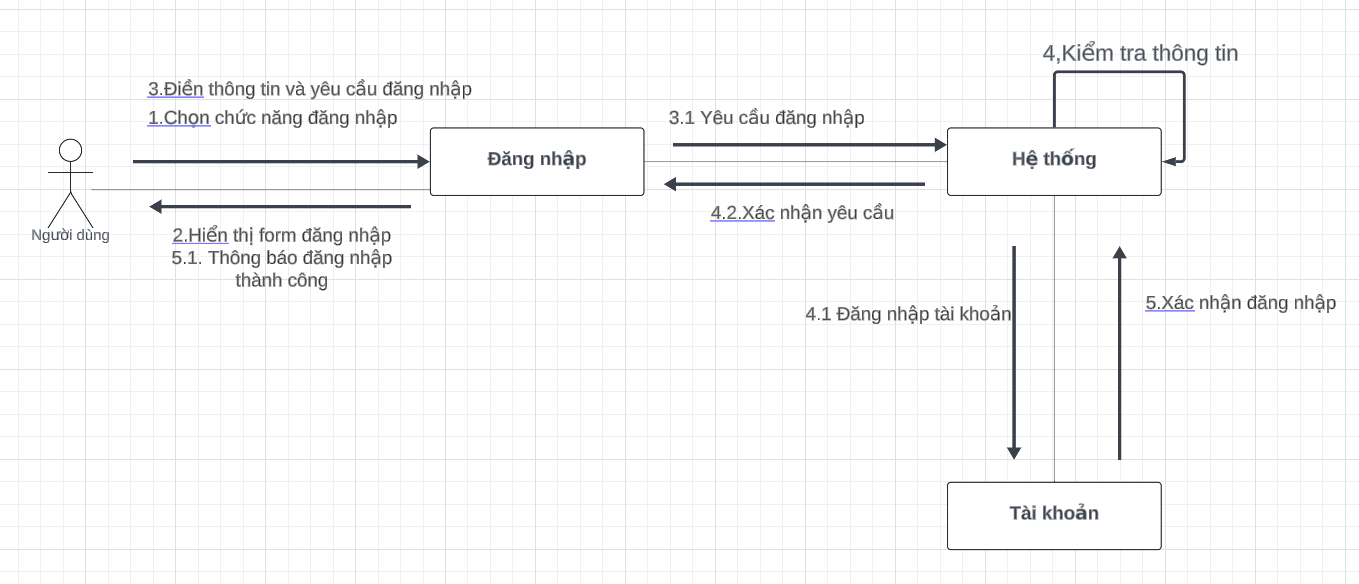 4,Kiểm tra thông tin
3.Điền thông tin và yêu cầu đăng nhập
1.Chọn chức năng đăng nhập
3.1 Yêu cầu đăng nhập
Đăng nhập
Hệ thống
4.2.Xác nhận yêu cầu
Người dùng
2.Hiển thị form đăng nhập
5.1. Thông báo đăng nhập
thành công
4.1 Đăng nhập tài khoản
5.Xác nhận đăng nhập
Tài khoản